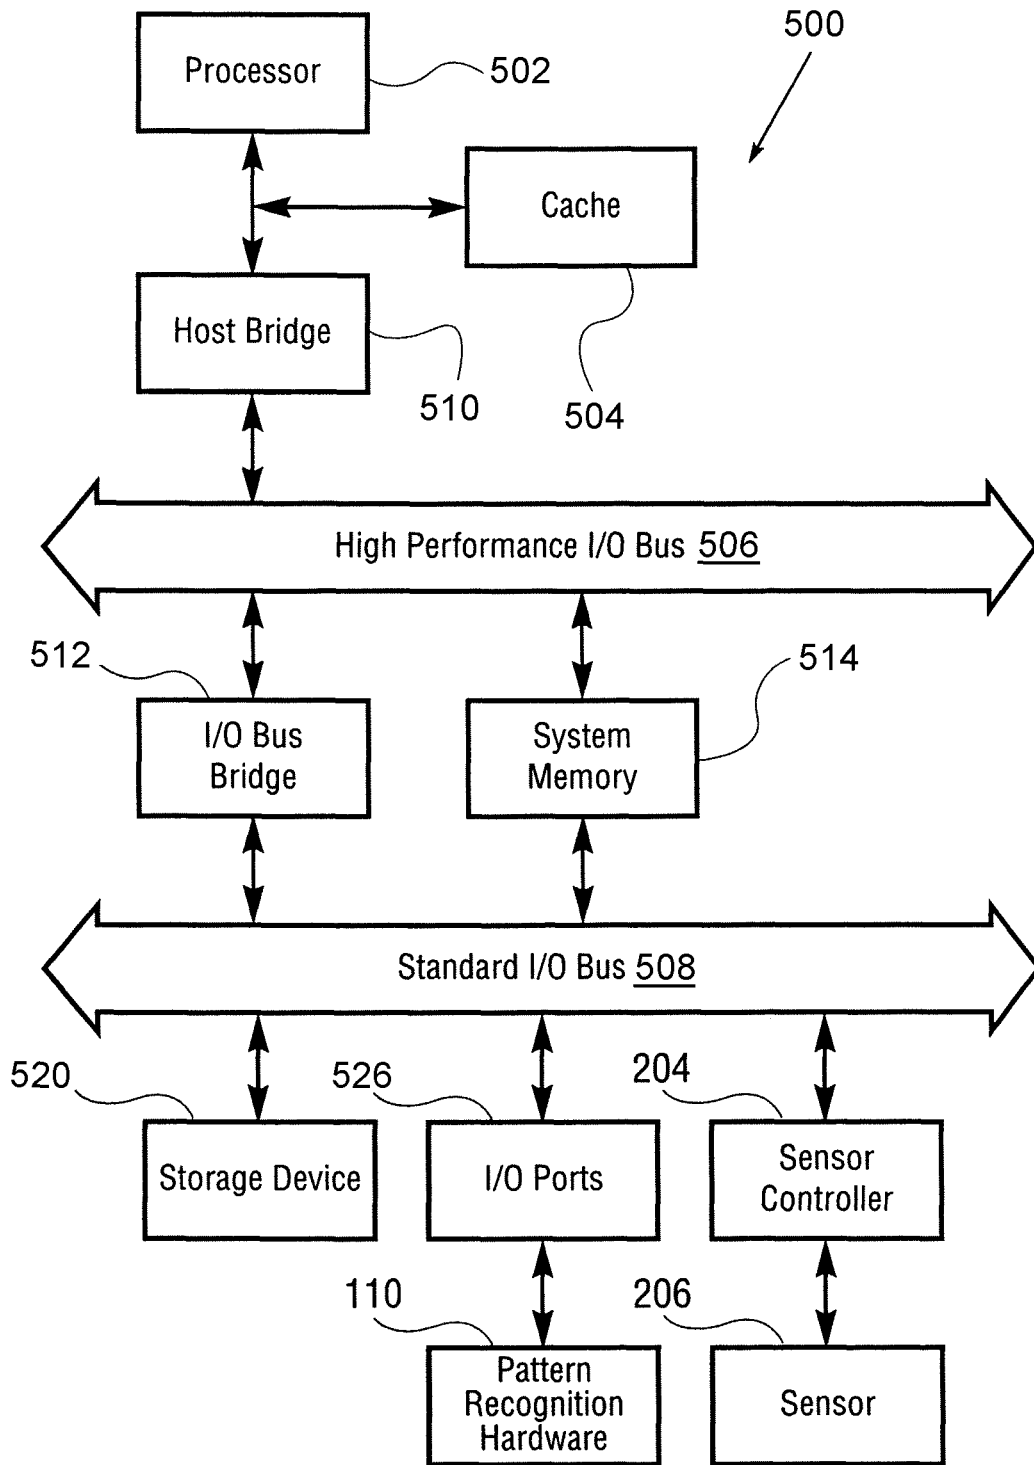 500
Processor
502
Cache
Host Bridge
510
504
High Performance I/O Bus 506
512
514
I/O Bus
Bridge
System
Memory
Standard I/O Bus 508
520
526
204
Storage Device
I/O Ports
Sensor
Controller
110
206
Pattern
Recognition
Hardware
Sensor